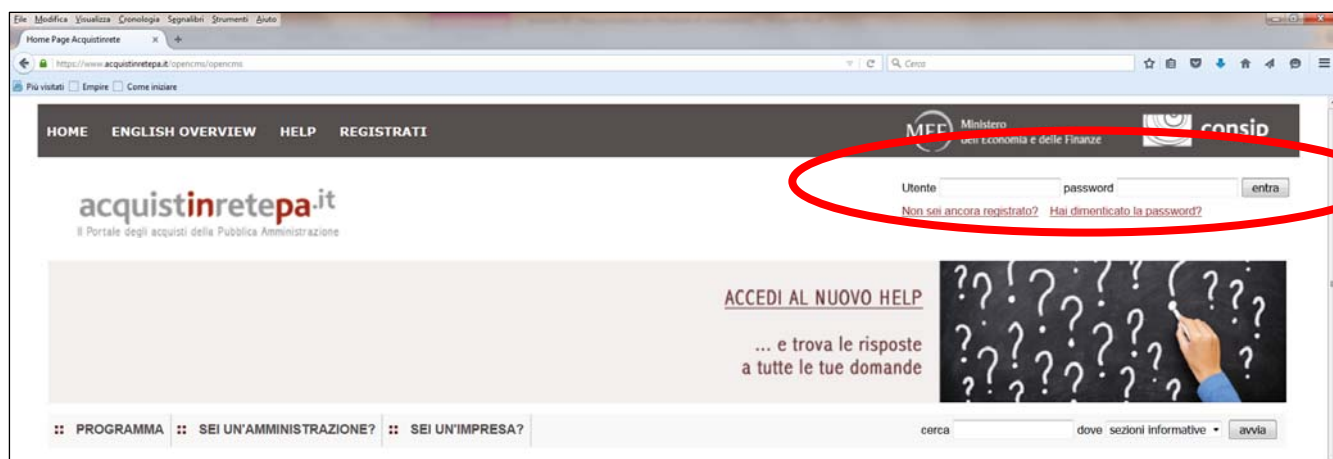 File Modifica Visualizza Cronologia Segnalibri Strumenti Aiuto
Home Page Acquistinrete × +
https://www.acquistinretepa.it/opencms/opencms
Cerca
Più visitati Empire Come iniziare
HOME ENGLISH OVERVIEW HELP REGISTRATI
MEF Ministero
dell'Economia e delle Finanze
consip
Utente password entra
Non sei ancora registrato? Hai dimenticato la password?
acquistinretepa.it
Il Portale degli acquisti della Pubblica Amministrazione
ACCEDI AL NUOVO HELP
... e trova le risposte
a tutte le tue domande
:: PROGRAMMA :: SEI UN'AMMINISTRAZIONE? :: SEI UN'IMPRESA?
cerca dove sezioni informative avvia